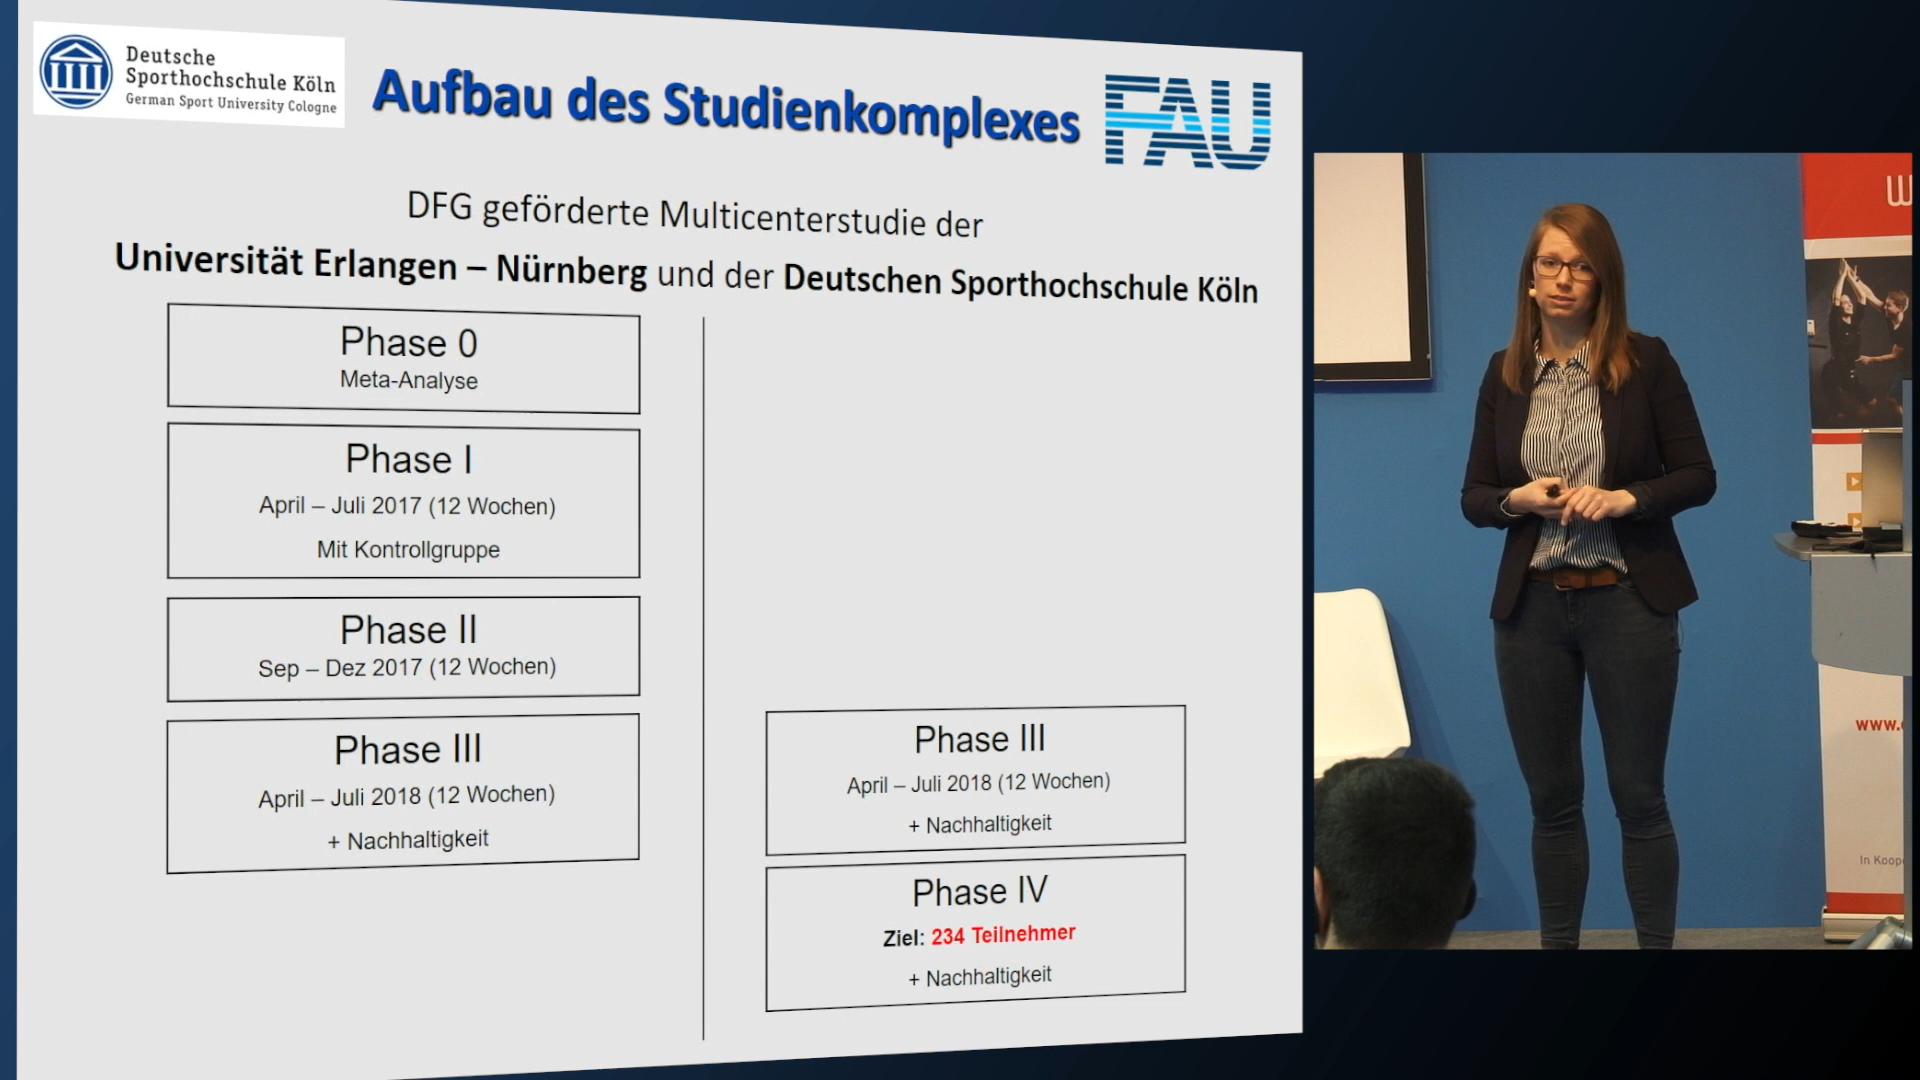 Deutsche
Sporthochschule Köln
German Sport University Cologne
Aufbau des Studienkomplexes
FAU
DFG geförderte Multicenterstudie der
Universität Erlangen – Nürnberg und der Deutschen Sporthochschule Köln
Phase 0
Meta-Analyse
Phase I
April – Juli 2017 (12 Wochen)
Mit Kontrollgruppe
Phase II
Sep – Dez 2017 (12 Wochen)
Phase III
April – Juli 2018 (12 Wochen)
+ Nachhaltigkeit
Phase III
April – Juli 2018 (12 Wochen)
+ Nachhaltigkeit
Phase IV
Ziel: 234 Teilnehmer
+ Nachhaltigkeit
www.
In Koop